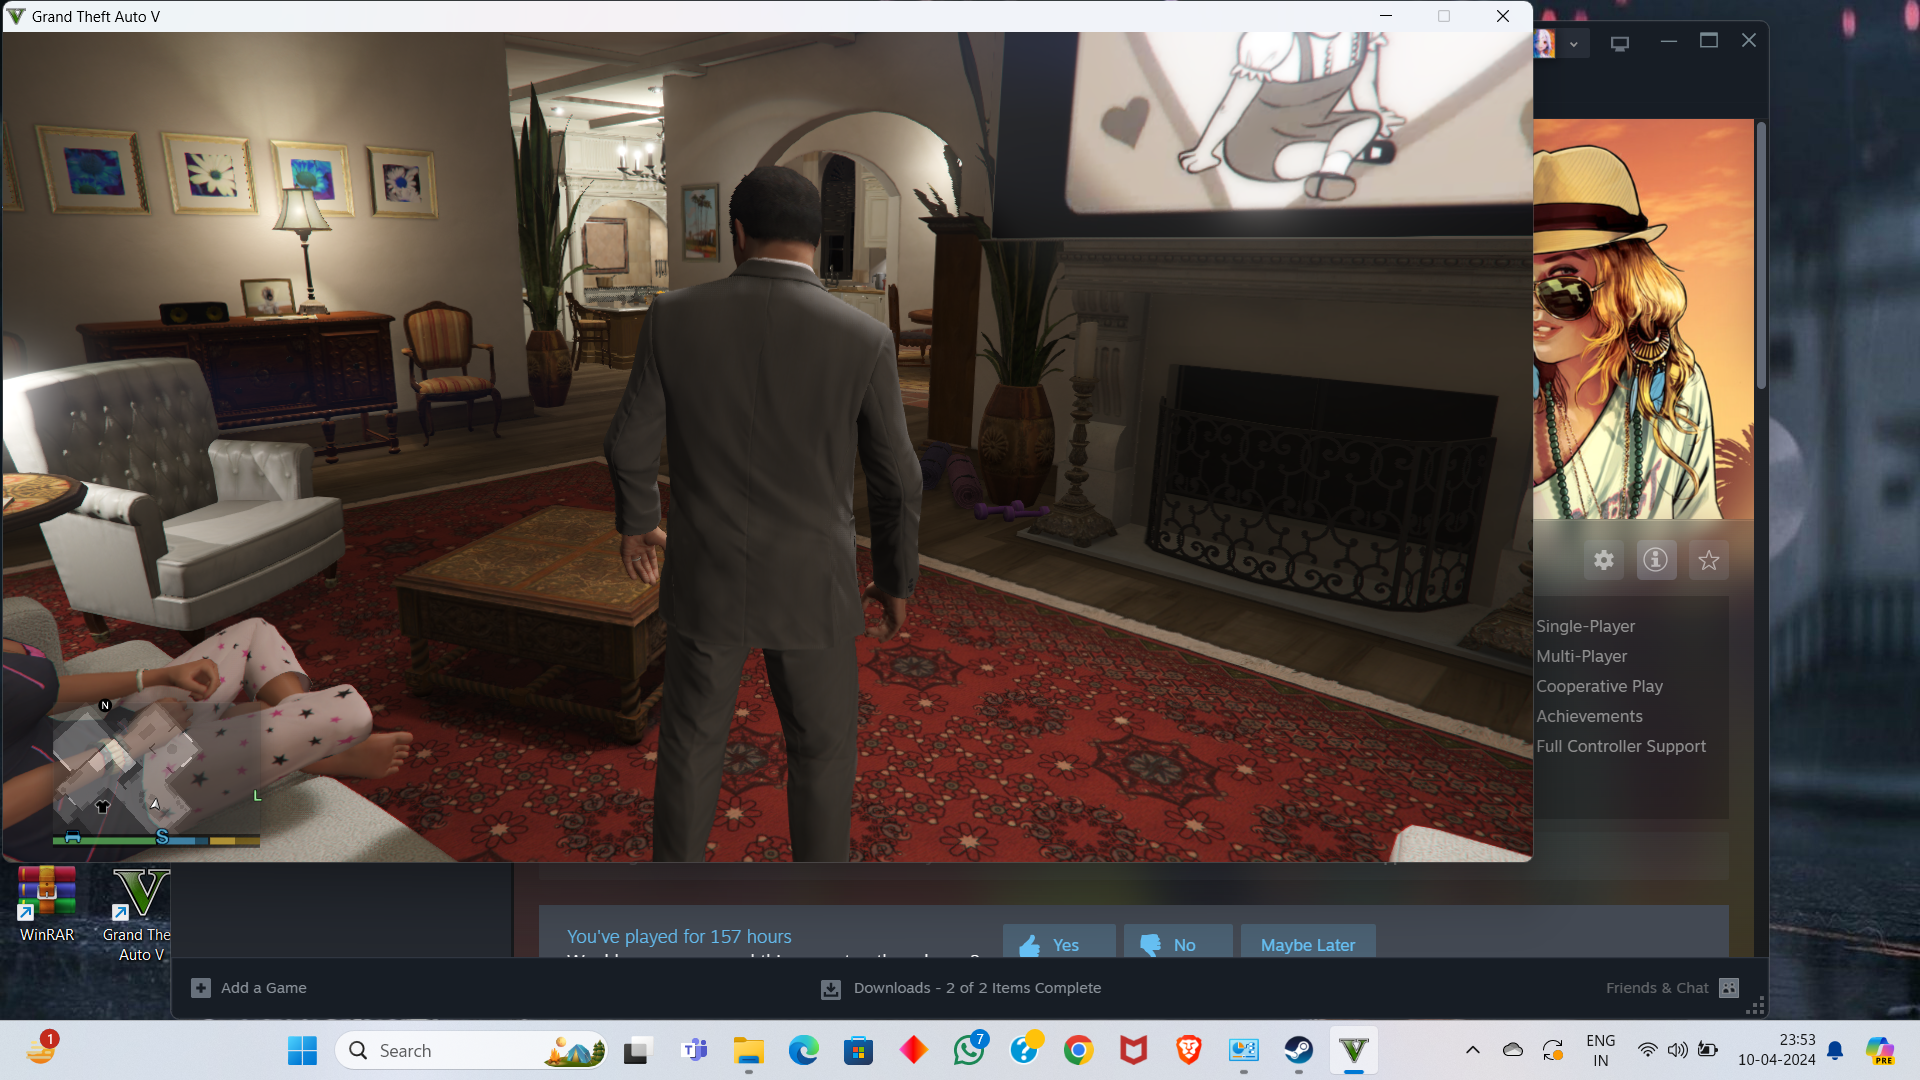 Grand Theft Auto V
N
L
S
Single-Player
Multi-Player
Cooperative Play
Achievements
Full Controller Support
WinRAR
Grand The
Auto V
You've played for 157 hours
Yes
No
Maybe Later
Add a Game
Downloads - 2 of 2 Items Complete
Friends & Chat
1
Search
7
ENG
IN
23:53
10-04-2024
PRE